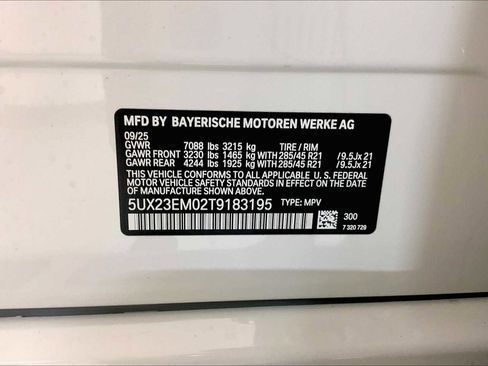 MFD BY BAYERISCHE MOTOREN WERKE AG
09/25
GVWR 7088 lbs 3215 kg TIRE / RIM
GAWR FRONT 3230 lbs 1465 kg WITH 285/45 R21 / 9.5Jx 21
GAWR REAR 4244 lbs 1925 kg WITH 285/45 R21 / 9.5Jx 21
THIS VEHICLE CONFORMS TO ALL APPLICABLE U. S. FEDERAL
MOTOR VEHICLE SAFETY STANDARDS IN EFFECT ON THE DATE
OF MANUFACTURE SHOWN ABOVE.
5UX23EM02T9183195 TYPE: MPV
300
7 320 729